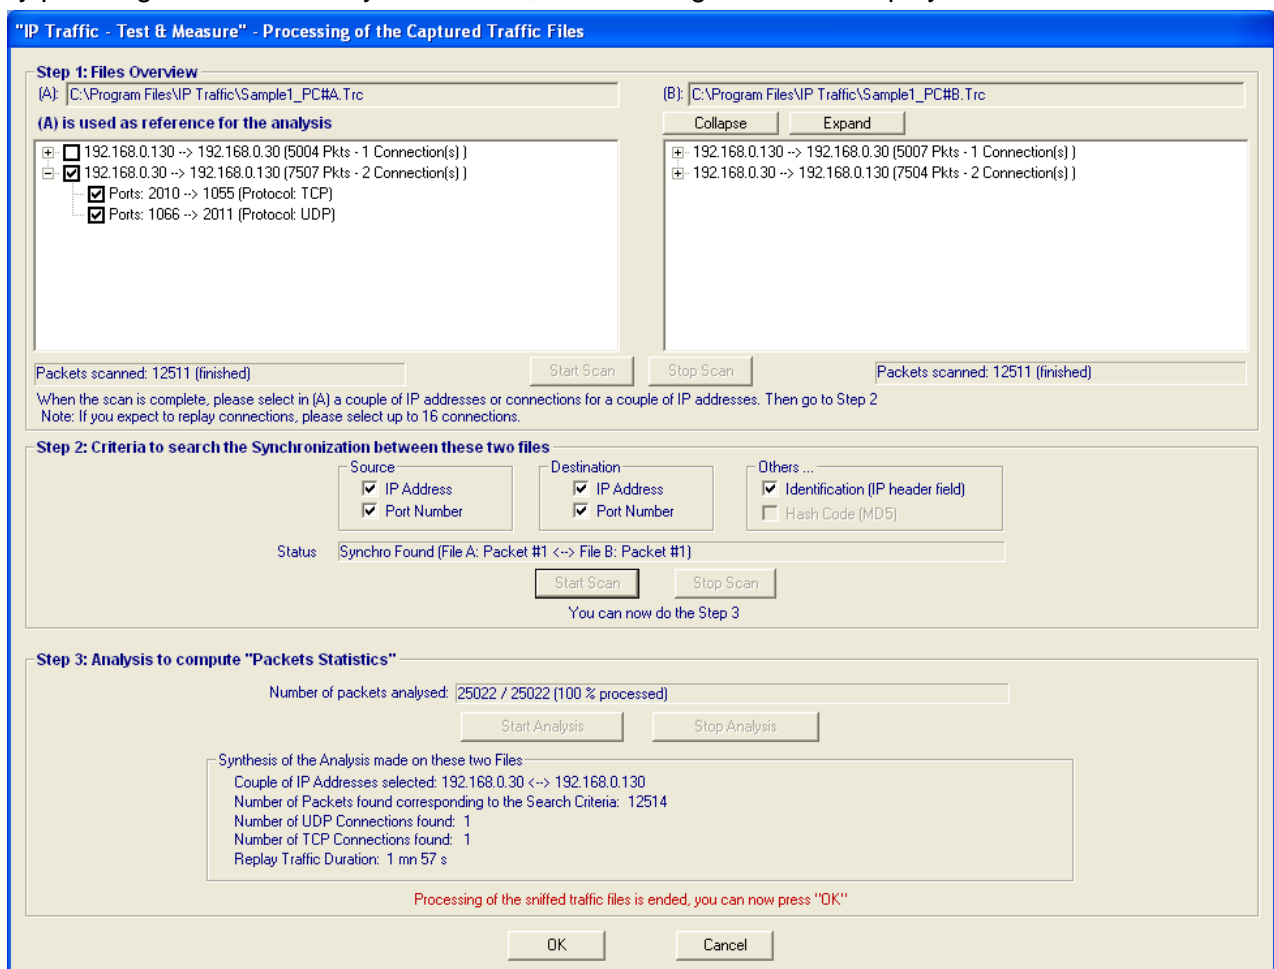 "IP Traffic - Test & Measure" - Processing of the Captured Traffic Files
Step 1: Files Overview
(A): C:\Program Files\IP Traffic\Sample1_PC#A.Trc
(B): C:\Program Files\IP Traffic\Sample1_PC#B.Trc
(A) is used as reference for the analysis
Collapse Expand
192.168.0.130 --> 192.168.0.30 (5004 Pkts - 1 Connection(s) )
192.168.0.30 --> 192.168.0.130 (7507 Pkts - 2 Connection(s) )
Ports: 2010 --> 1055 (Protocol: TCP)
Ports: 1066 --> 2011 (Protocol: UDP)
192.168.0.130 --> 192.168.0.30 (5007 Pkts - 1 Connection(s) )
192.168.0.30 --> 192.168.0.130 (7504 Pkts - 2 Connection(s) )
Packets scanned: 12511 (finished)
Start Scan Stop Scan
Packets scanned: 12511 (finished)
When the scan is complete, please select in (A) a couple of IP addresses or connections for a couple of IP addresses. Then go to Step 2
Note: If you expect to replay connections, please select up to 16 connections.
Step 2: Criteria to search the Synchronization between these two files
Source
IP Address
Port Number
Destination
IP Address
Port Number
Others ...
Identification (IP header field)
Hash Code (MD5)
Status Synchro Found (File A: Packet #1 <--> File B: Packet #1)
Start Scan Stop Scan
You can now do the Step 3
Step 3: Analysis to compute "Packets Statistics"
Number of packets analysed: 25022 / 25022 (100 % processed)
Start Analysis Stop Analysis
Synthesis of the Analysis made on these two Files
Couple of IP Addresses selected: 192.168.0.30 <--> 192.168.0.130
Number of Packets found corresponding to the Search Criteria: 12514
Number of UDP Connections found: 1
Number of TCP Connections found: 1
Replay Traffic Duration: 1 mn 57 s
Processing of the sniffed traffic files is ended, you can now press "OK"
OK Cancel